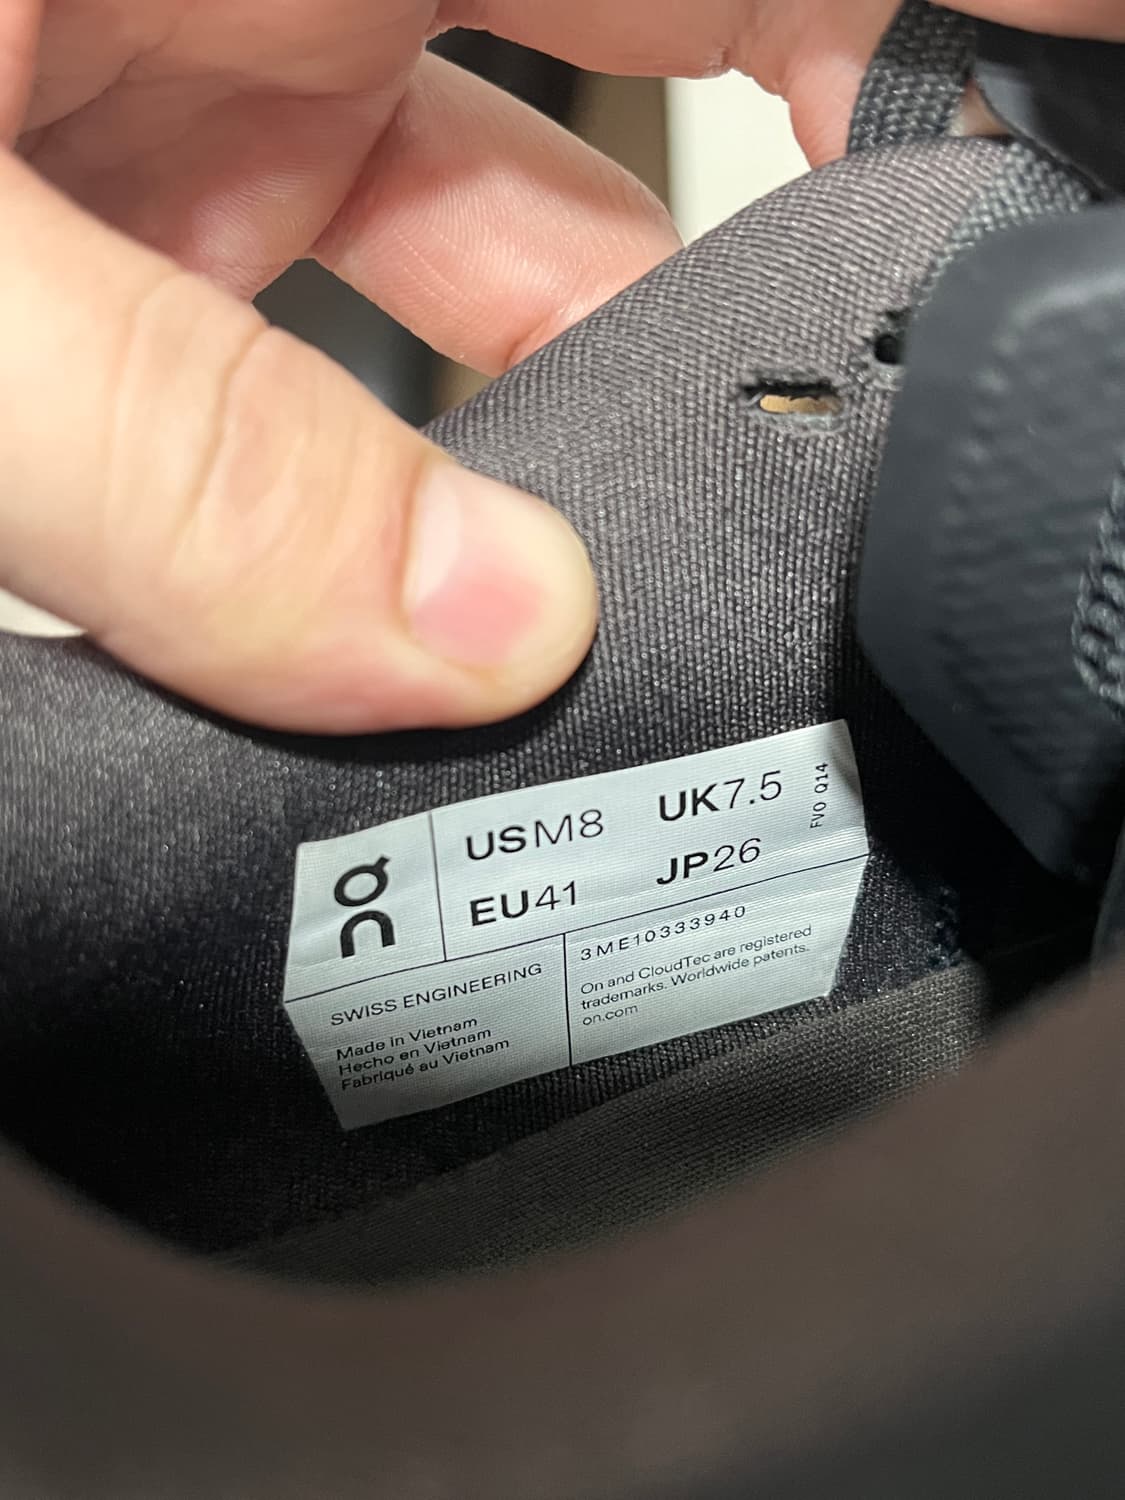 On
USM8 UK7.5
EU41 JP26
FVO Q14
SWISS ENGINEERING
Made in Vietnam
Hecho en Vietnam
Fabriqué au Vietnam
3ME10333940
On and CloudTec are registered
trademarks. Worldwide patents.
on.com